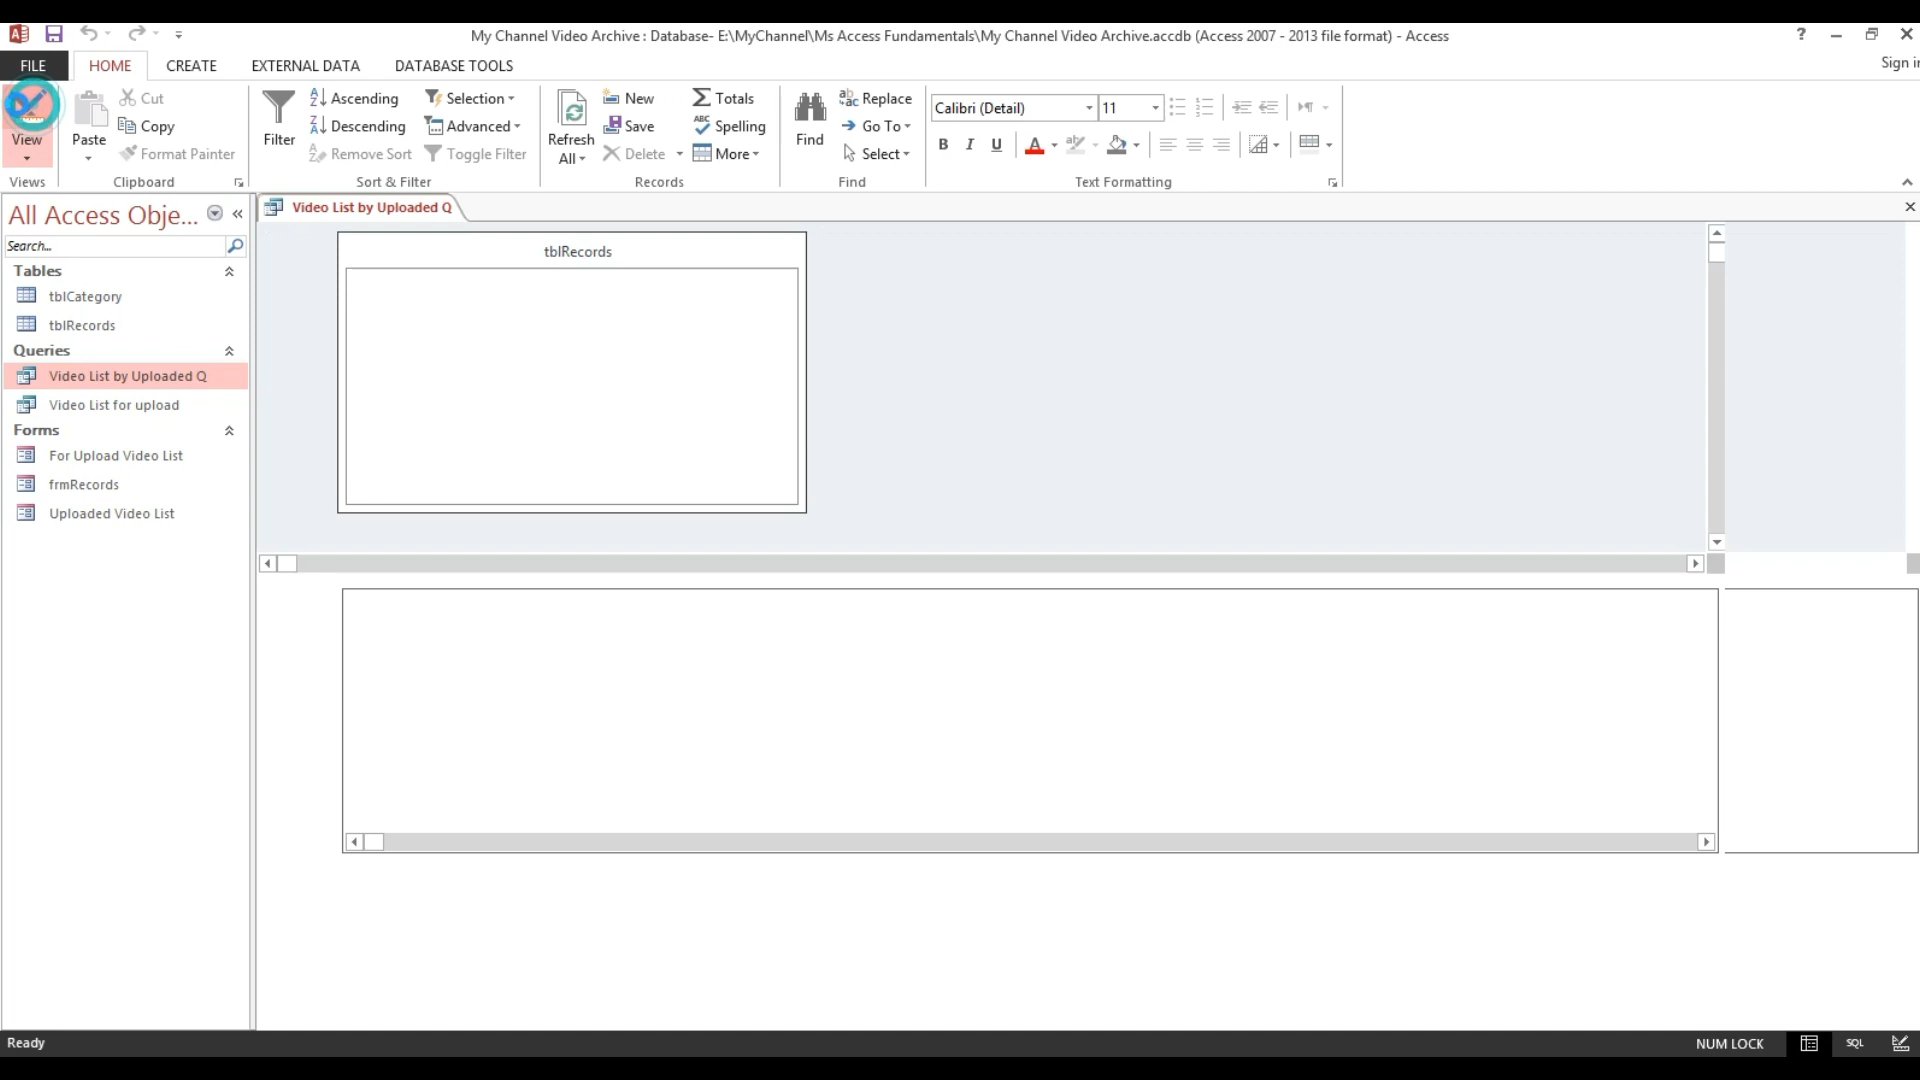 My Channel Video Archive : Database- E:\MyChannel\Ms Access Fundamentals\My Channel Video Archive.accdb (Access 2007 - 2013 file format) - Access
?
FILE HOME CREATE EXTERNAL DATA DATABASE TOOLS
Sign in
View
Views
Paste
Cut
Copy
Format Painter
Clipboard
Filter
Ascending
Descending
Remove Sort
Selection
Advanced
Toggle Filter
Sort & Filter
Refresh
All
New
Save
Delete
Totals
Spelling
More
Records
Find
Replace
Go To
Select
Find
Calibri (Detail)
11
B I U A
Text Formatting
All Access Obje...
Search...
Tables
tblCategory
tblRecords
Queries
Video List by Uploaded Q
Video List for upload
Forms
For Upload Video List
frmRecords
Uploaded Video List
Video List by Uploaded Q
tblRecords
Ready
NUM LOCK
SQL